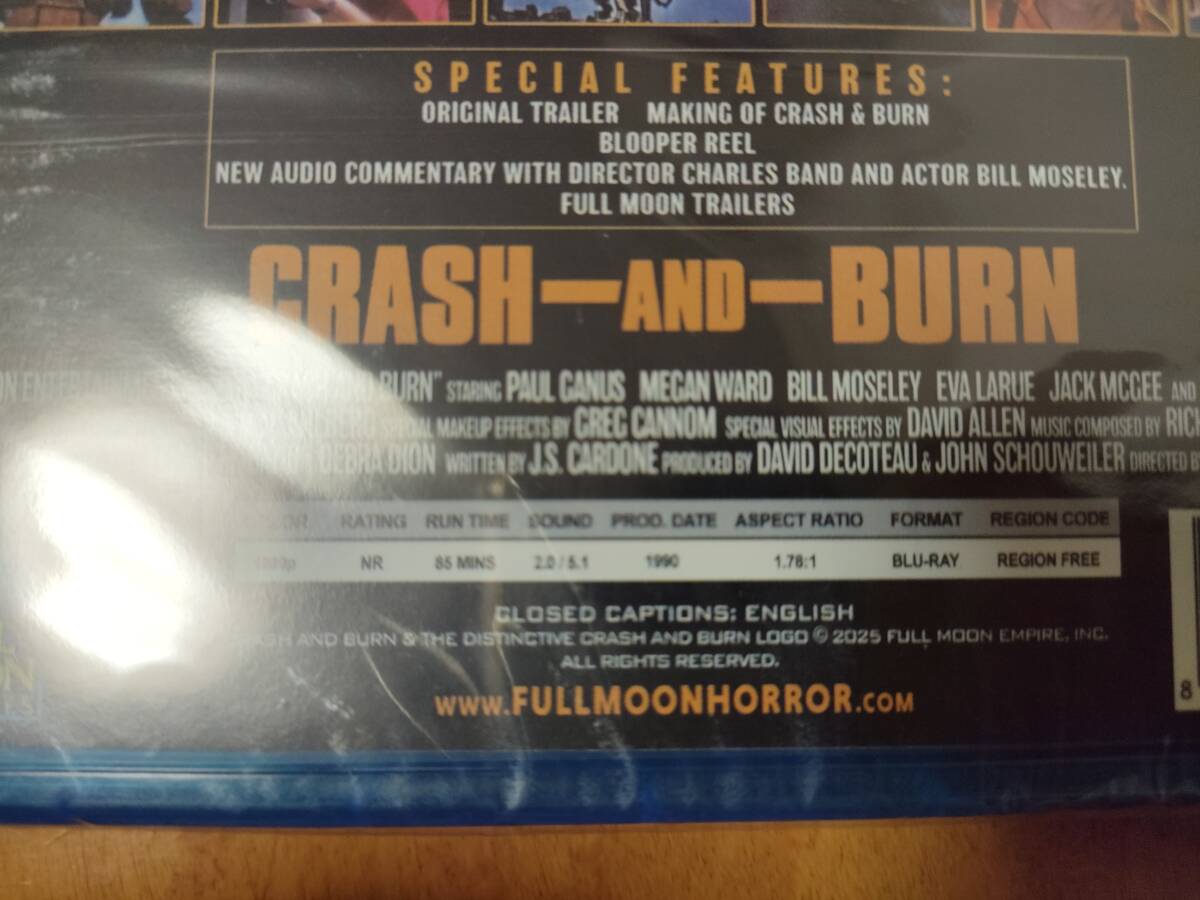 SPECIAL FEATURES:
ORIGINAL TRAILER MAKING OF CRASH & BURN
BLOOPER REEL
NEW AUDIO COMMENTARY WITH DIRECTOR CHARLES BAND AND ACTOR BILL MOSELEY.
FULL MOON TRAILERS
CRASH—AND—BURN
BURN" STARING PAUL GANUS MEGAN WARD BILL MOSELEY EVA LARUE JACK MCGEE AND
MAKEUP EFFECTS BY GREG CANNOM SPECIAL VISUAL EFFECTS BY DAVID ALLEN MUSIC COMPOSED BY
DEBRA DION WRITTEN BY J.S. CARDONE PRODUCED BY DAVID DECOTEAU & JOHN SCHOUWEILER DIRECTED
RATING RUN TIME SOUND PROD. DATE ASPECT RATIO FORMAT REGION CODE
NR 85 MINS 2.0 / 5.1 1990 1.78:1 BLU-RAY REGION FREE
CLOSED CAPTIONS: ENGLISH
AND BURN & THE DISTINCTIVE CRASH AND BURN LOGO © 2025 FULL MOON EMPIRE, INC.
ALL RIGHTS RESERVED.
WWW.FULLMOONHORROR.COM
8